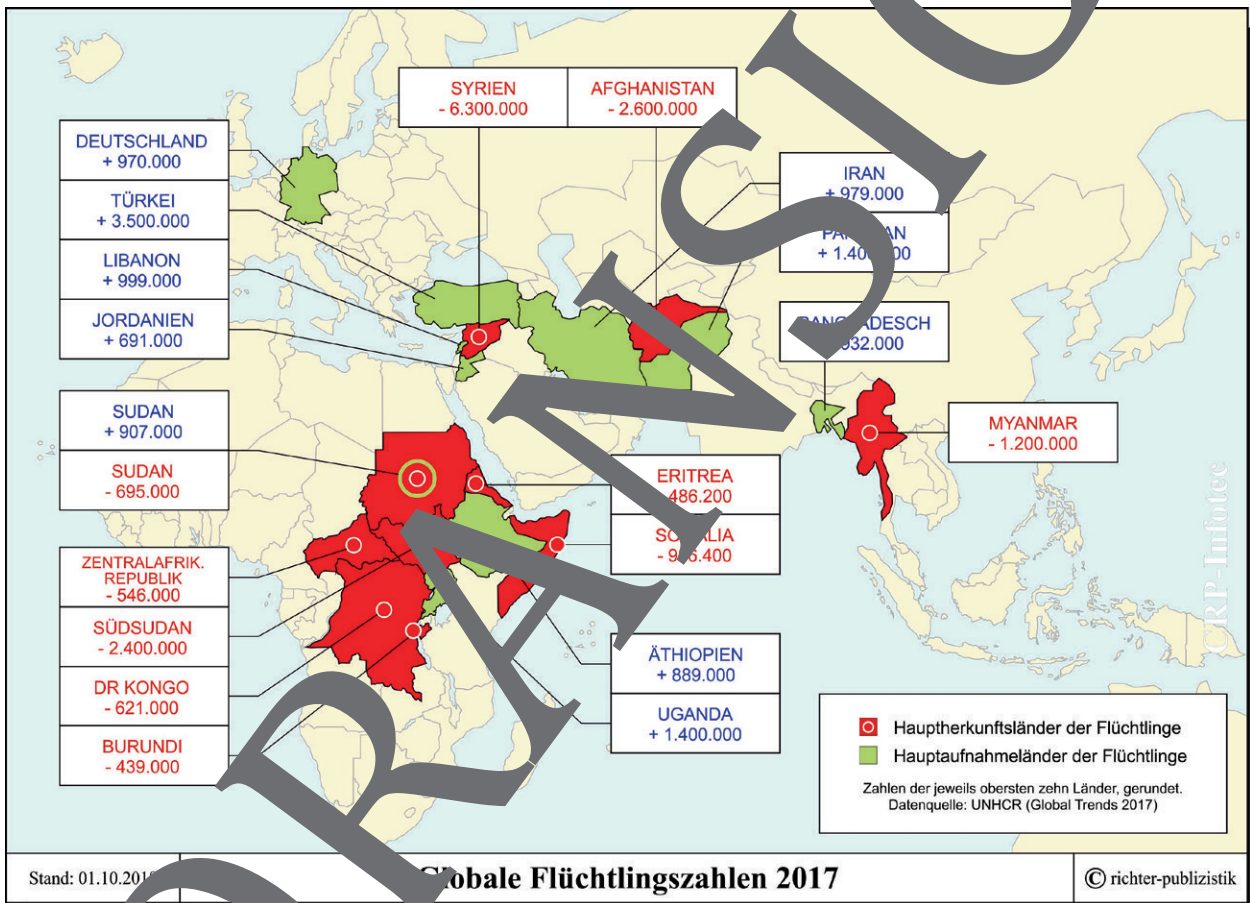 SYRIEN
- 6.300.000
AFGHANISTAN
- 2.600.000
DEUTSCHLAND
+ 970.000
TÜRKEI
+ 3.500.000
LIBANON
+ 999.000
JORDANIEN
+ 691.000
IRAN
+ 979.000
SUDAN
+ 907.000
SUDAN
- 695.000
MYANMAR
- 1.200.000
ERITREA
ZENTRALAFRIK.
REPUBLIK
- 546.000
SÜDSUDAN
- 2.400.000
DR KONGO
- 621.000
BURUNDI
- 439.000
ÄTHIOPIEN
+ 889.000
UGANDA
+ 1.400.000
CRP-Infotec
Hauptherkunftsländer der Flüchtlinge
Hauptaufnahmeländer der Flüchtlinge
Zahlen der jeweils obersten zehn Länder, gerundet.
Datenquelle: UNHCR (Global Trends 2017)
Stand:
Globale Flüchtlingszahlen 2017
© richter-publizistik